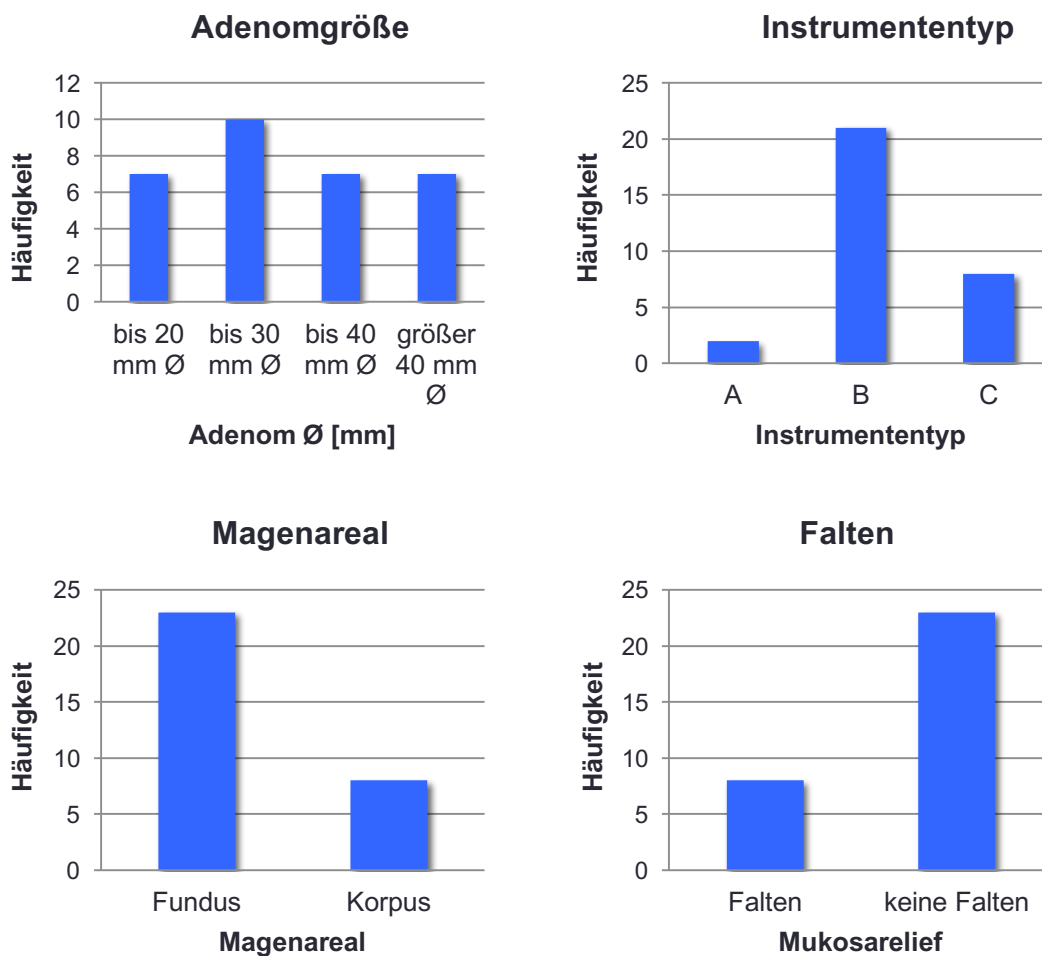 Adenomgröße
Häufigkeit
12
10
8
6
4
2
0
bis 20 mm Ø
bis 30 mm Ø
bis 40 mm Ø
größer 40 mm Ø
Adenom Ø [mm]
Instrumententyp
Häufigkeit
25
20
15
10
5
0
A
B
C
Instrumententyp
Magenareal
Häufigkeit
25
20
15
10
5
0
Fundus
Korpus
Magenareal
Falten
Häufigkeit
25
20
15
10
5
0
Falten
keine Falten
Mukosarelief